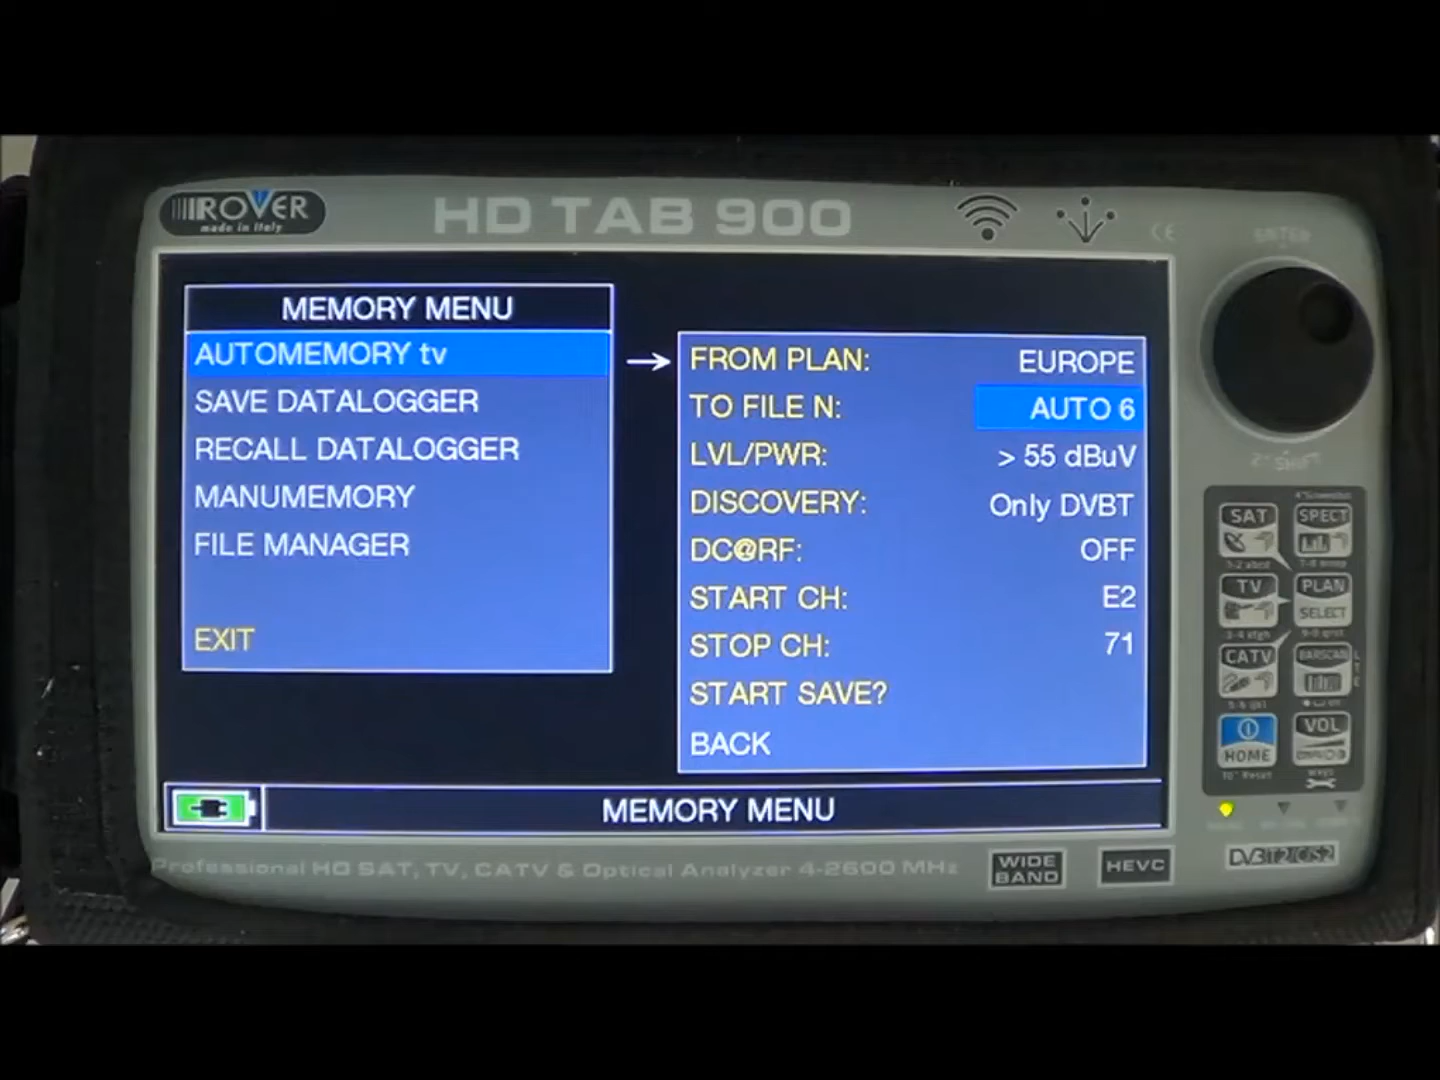 ROVER
made in Italy
HD TAB 900
CE
ENTER
MEMORY MENU
AUTOMEMORY tv
SAVE DATALOGGER
RECALL DATALOGGER
MANUMEMORY
FILE MANAGER
EXIT
FROM PLAN: EUROPE
TO FILE N: AUTO 6
LVL/PWR: > 55 dBuV
DISCOVERY: Only DVBT
DC@RF: OFF
START CH: E2
STOP CH: 71
START SAVE?
BACK
MEMORY MENU
SAT
SPECT
TV
PLAN
SELECT
CATV
BARSCAN
HOME
VOL
Professional HD SAT, TV, CATV & Optical Analyzer 4-2600 MHz
WIDE
BAND
HEVC